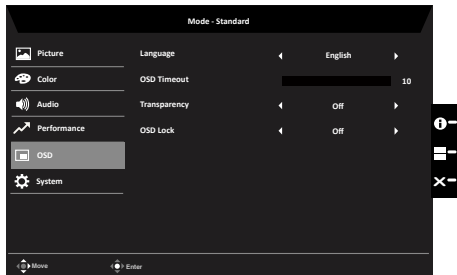 Mode - Standard
Picture
Language
English
Color
OSD Timeout
10
Audio
Transparency
Off
Performance
OSD Lock
Off
OSD
System
Move
Enter